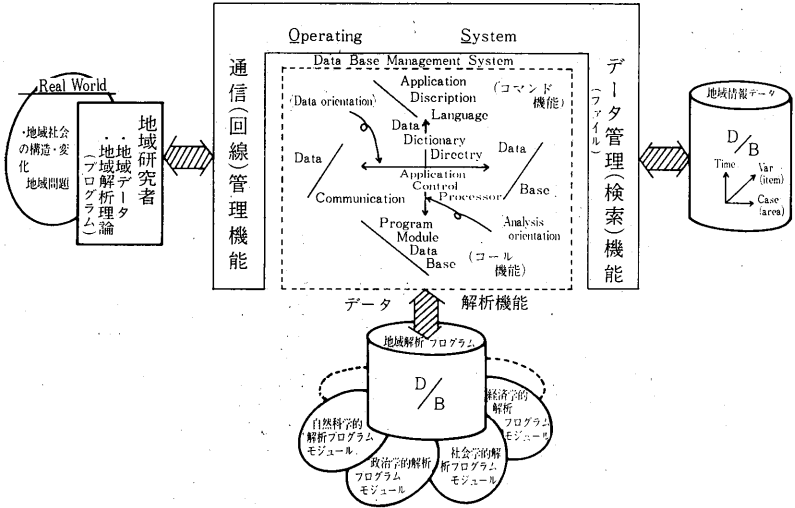 Operating System
Data Base Management System
Real World
・地域社会
の構造・変
化
地域問題
地域研究者
・地域データ
・地域解析理論
(プログラム)
通信(回線)管理機能
Application
Discription
Language
(コマンド
機能)
(Data orientation)
Data
Dictionary
Directry
Data
Communication
Application
Control
Processor
Data
Base
Program
Module
Data
Base
Analysis
orientation
(コール
機能)
データ管理(検索)機能
(ファイル)
地域情報データ
D/B
Time
Var
(item)
Case
(area)
データ 解析機能
地域解析プログラム
D/B
自然科学的
解析プログラム
モジュール
政治学的解析
プログラム
モジュール
社会学的解
析プログラム
モジュール
経済学的
解析
プログラム
モジュール